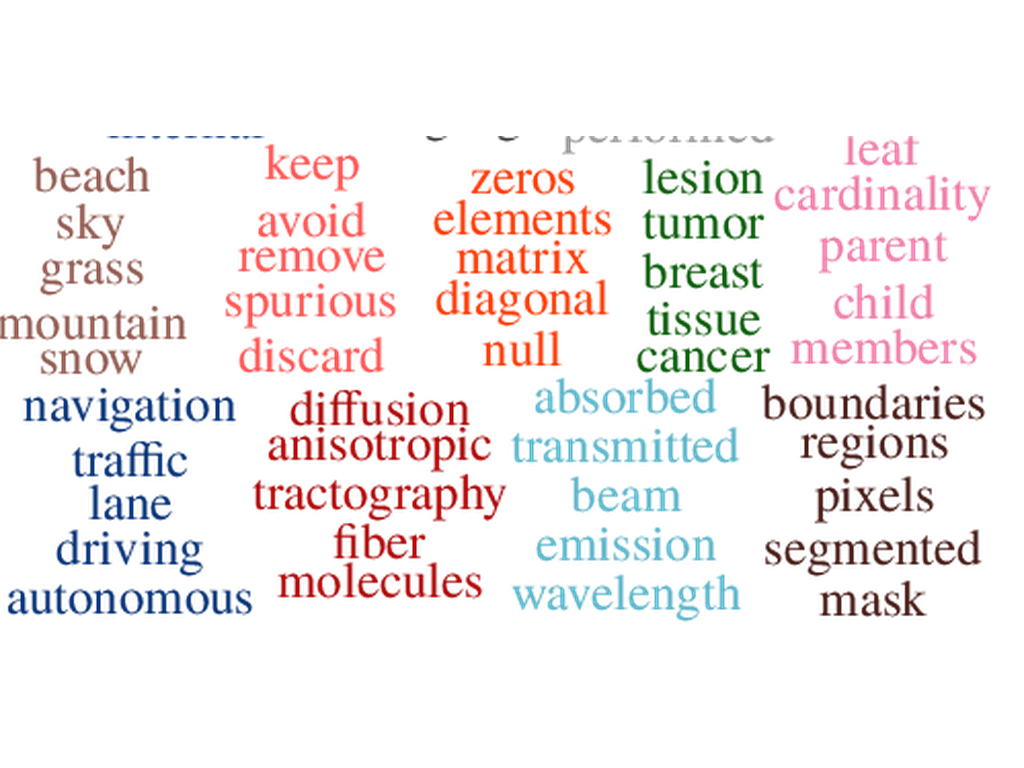 performed
leaf
cardinality
parent
child
members
beach
sky
grass
mountain
snow
keep
avoid
remove
spurious
discard
zeros
elements
matrix
diagonal
null
lesion
tumor
breast
tissue
cancer
navigation
traffic
lane
driving
autonomous
diffusion
anisotropic
tractography
fiber
molecules
absorbed
transmitted
beam
emission
wavelength
boundaries
regions
pixels
segmented
mask